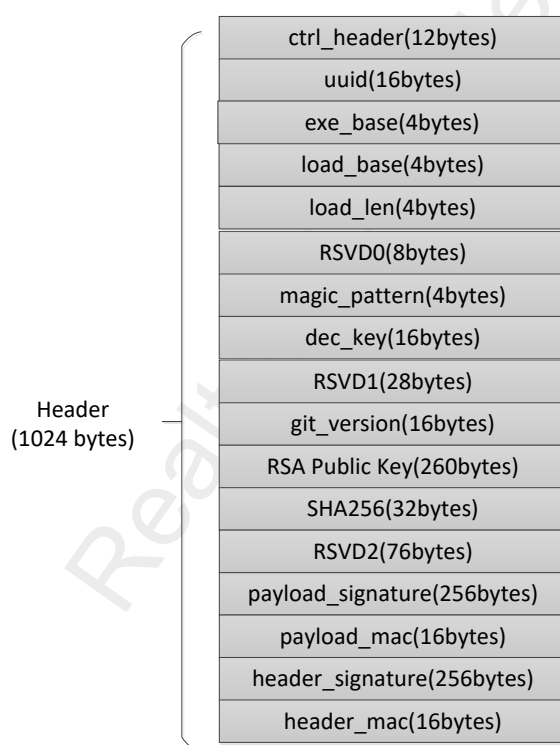 ctrl_header(12bytes)
uuid(16bytes)
exe_base(4bytes)
load_base(4bytes)
load_len(4bytes)
RSVD0(8bytes)
magic_pattern(4bytes)
dec_key(16bytes)
RSVD1(28bytes)
Header
(1024 bytes)
git_version(16bytes)
RSA Public Key(260bytes)
SHA256(32bytes)
RSVD2(76bytes)
payload_signature(256bytes)
payload_mac(16bytes)
header_signature(256bytes)
header_mac(16bytes)